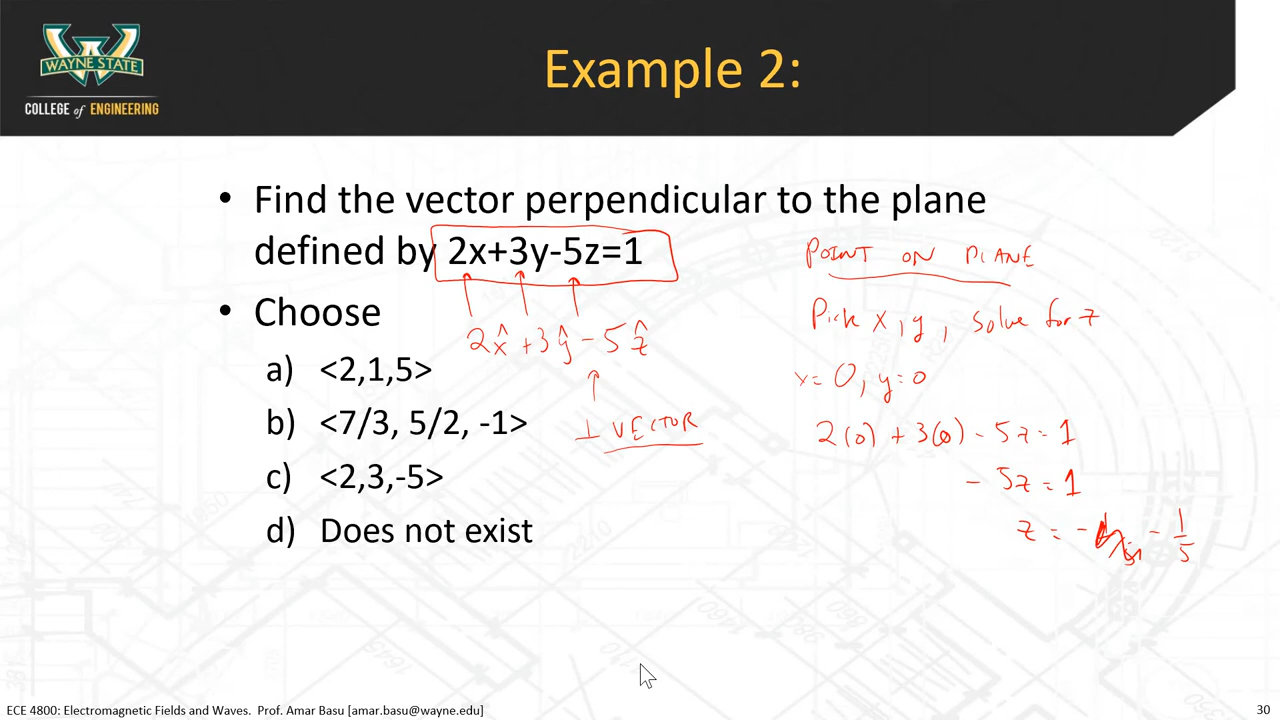 WAYNE STATE
COLLEGE of ENGINEERING
Example 2:
• Find the vector perpendicular to the plane
defined by 2x+3y-5z=1
• Choose
a) <2,1,5>
b) <7/3, 5/2, -1>
c) <2,3,-5>
d) Does not exist
2x̂ + 3ŷ - 5ẑ
⊥ VECTOR
POINT ON PLANE
Pick x, y, solve for z
x = 0, y = 0
2(0) + 3(0) - 5z = 1
- 5z = 1
z = - - 1/5
ECE 4800: Electromagnetic Fields and Waves. Prof. Amar Basu [amar.basu@wayne.edu]
30